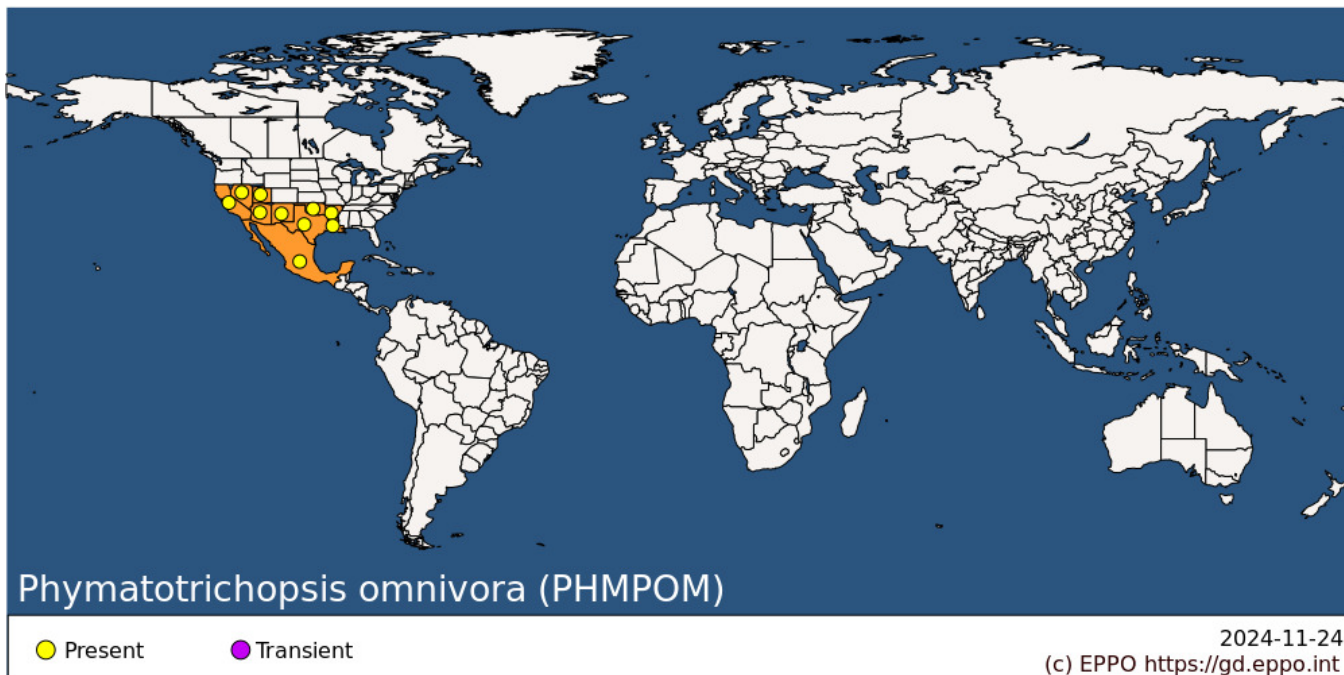 Phymatotrichopsis omnivora (PHMPOM)
Present
Transient
2024-11-24
(c) EPPO https://gd.eppo.int